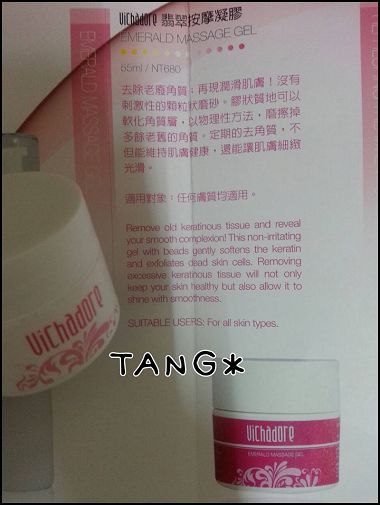 Vichadore 翡翠按摩凝膠
EMERALD MASSAGE GEL
55ml / NT680
去除老廢角質；再現潤滑肌膚！沒有
刺激性的顆粒狀磨砂。膠狀質地可以
軟化角質層，以物理性方法，磨擦掉
多餘老舊的角質。定期的去角質，不
但能維持肌膚健康，還能讓肌膚細緻
光滑。
適用對象：任何膚質均適用。
Remove old keratinous tissue and reveal
your smooth complexion! This non-irritating
gel with beads gently softens the keratin
and exfoliates dead skin cells. Removing
excessive keratinous tissue will not only
keep your skin healthy but also allow it to
shine with smoothness.
SUITABLE USERS: For all skin types.
EMERALD MASSAGE GEL
Vichadore
TANG*
Vichadore
EMERALD MASSAGE GEL